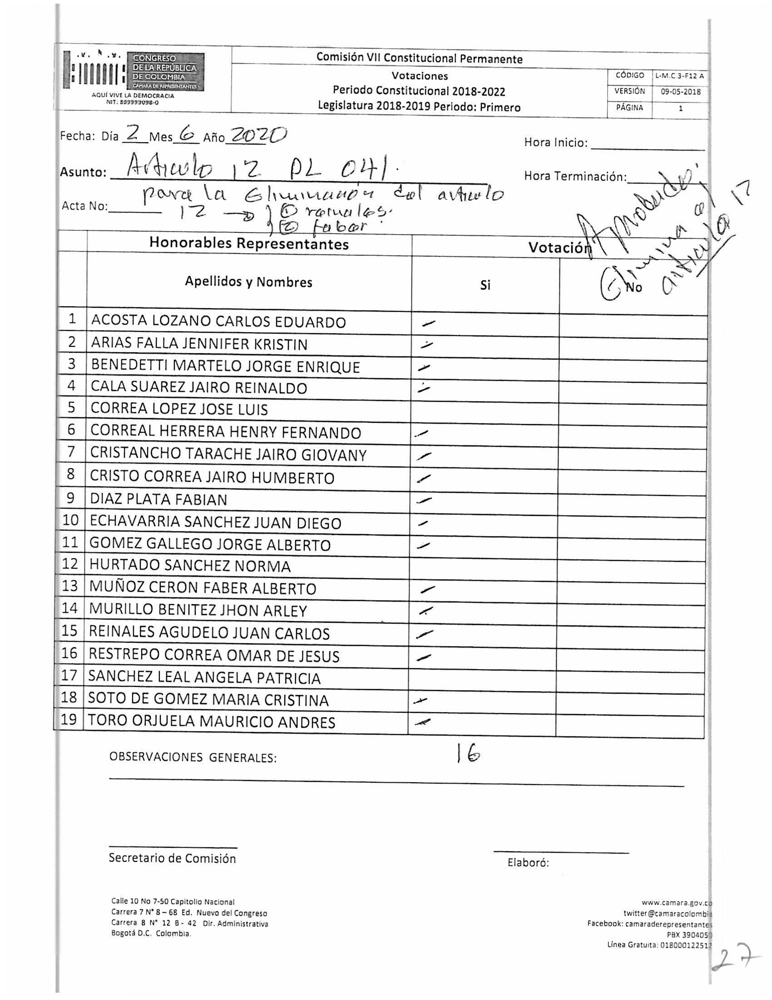 CONGRESO
DE LA REPÚBLICA
DE COLOMBIA
CÁMARA DE REPRESENTANTES
AQUÍ VIVE LA DEMOCRACIA
NIT: 899999098-0
Comisión VII Constitucional Permanente
Votaciones
Periodo Constitucional 2018-2022
Legislatura 2018-2019 Periodo: Primero
CÓDIGO L-M.C.3-F12 A
VERSIÓN 09-05-2018
PÁGINA 1
Fecha: Día 2 Mes 6 Año 2020
Hora Inicio:
Asunto: Artículo 12 PL 041.
Hora Terminación:
para la Eliminación del artículo
Acta No: 12 → } ① reinales.
② faber.
Aprobado.
Elimina el
artículo 12
Honorables Representantes Votación
Apellidos y Nombres Si No
1 ACOSTA LOZANO CARLOS EDUARDO
2 ARIAS FALLA JENNIFER KRISTIN
3 BENEDETTI MARTELO JORGE ENRIQUE
4 CALA SUAREZ JAIRO REINALDO
5 CORREA LOPEZ JOSE LUIS
6 CORREAL HERRERA HENRY FERNANDO
7 CRISTANCHO TARACHE JAIRO GIOVANY
8 CRISTO CORREA JAIRO HUMBERTO
9 DIAZ PLATA FABIAN
10 ECHAVARRIA SANCHEZ JUAN DIEGO
11 GOMEZ GALLEGO JORGE ALBERTO
12 HURTADO SANCHEZ NORMA
13 MUÑOZ CERON FABER ALBERTO
14 MURILLO BENITEZ JHON ARLEY
15 REINALES AGUDELO JUAN CARLOS
16 RESTREPO CORREA OMAR DE JESUS
17 SANCHEZ LEAL ANGELA PATRICIA
18 SOTO DE GOMEZ MARIA CRISTINA
19 TORO ORJUELA MAURICIO ANDRES
OBSERVACIONES GENERALES: 16
Secretario de Comisión
Elaboró:
Calle 10 No 7-50 Capitolio Nacional
Carrera 7 N° 8 – 68 Ed. Nuevo del Congreso
Carrera 8 N° 12 B - 42 Dir. Administrativa
Bogotá D.C. Colombia.
www.camara.gov.co
twitter@camaracolombia
Facebook: camaraderepresentantes
PBX 3904050
Línea Gratuita: 018000122512
27